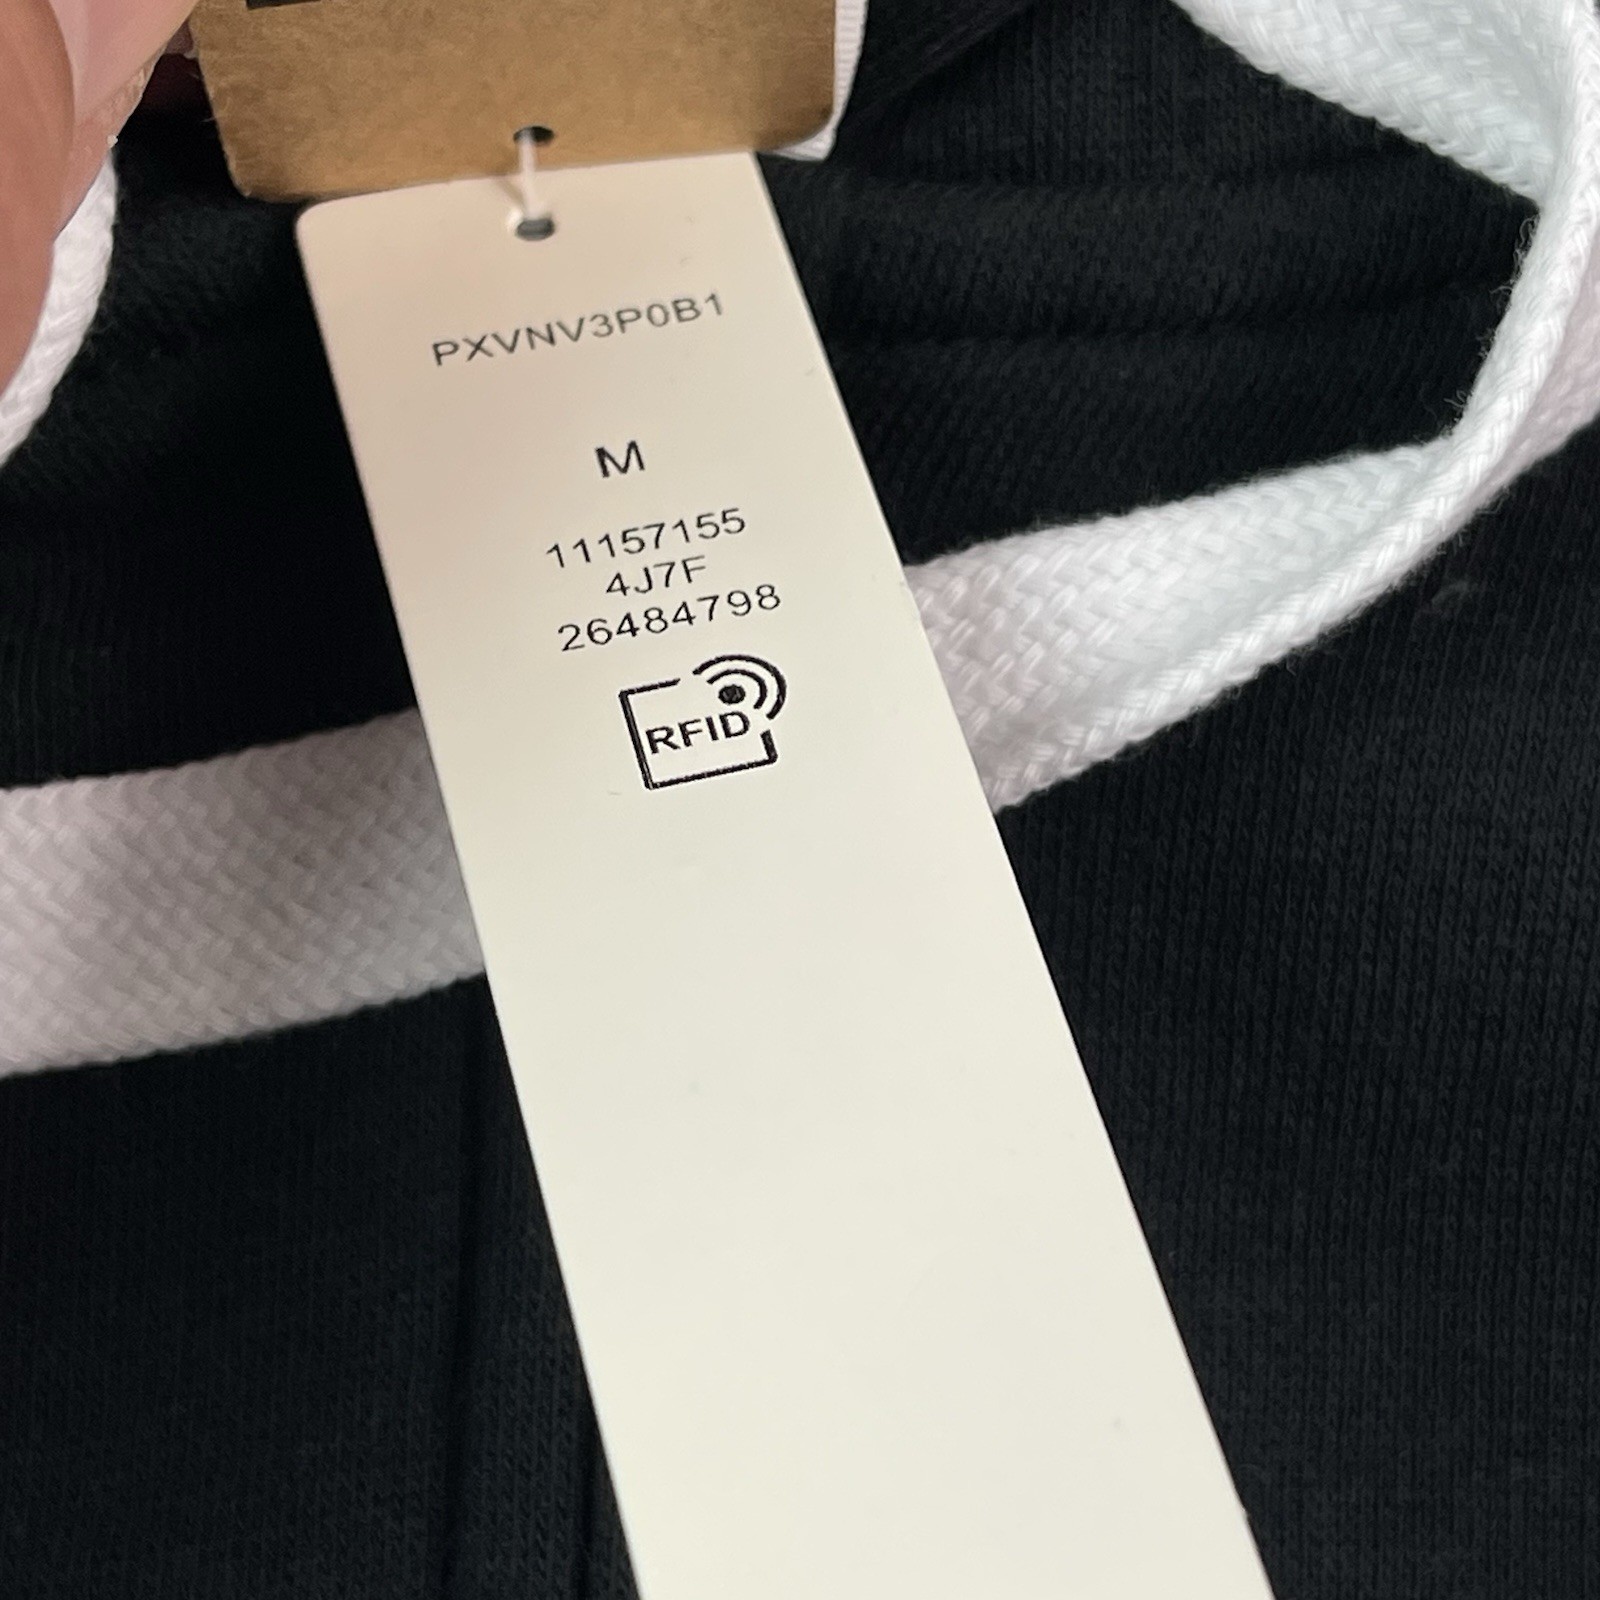 PXVNV3P0B1
M
11157155
4J7F
26484798
RFID